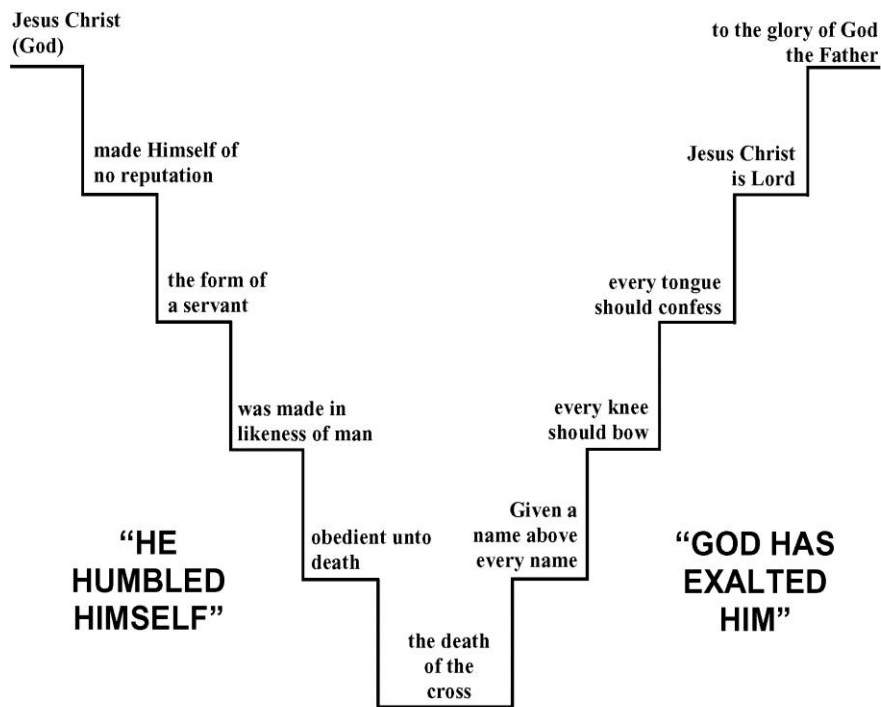 Jesus Christ
(God)
made Himself of
no reputation
the form of
a servant
was made in
likeness of man
obedient unto
death
the death
of the
cross
Given a
name above
every name
every knee
should bow
every tongue
should confess
Jesus Christ
is Lord
to the glory of God
the Father
“HE
HUMBLED
HIMSELF”
“GOD HAS
EXALTED
HIM”